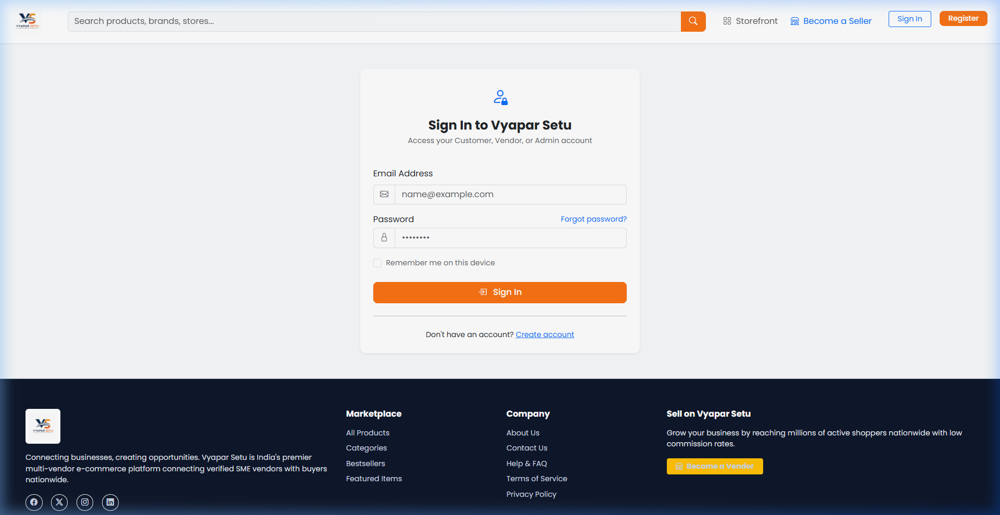 VS
VYAPAR SETU
Search products, brands, stores...
Storefront
Become a Seller
Sign In
Register
Sign In to Vyapar Setu
Access your Customer, Vendor, or Admin account
Email Address
name@example.com
Password
Forgot password?
••••••••
Remember me on this device
Sign In
Don't have an account? Create account
VS
VYAPAR SETU
Connecting businesses, creating opportunities. Vyapar Setu is India's premier
multi-vendor e-commerce platform connecting verified SME vendors with buyers
nationwide.
Marketplace
All Products
Categories
Bestsellers
Featured Items
Company
About Us
Contact Us
Help & FAQ
Terms of Service
Privacy Policy
Sell on Vyapar Setu
Grow your business by reaching millions of active shoppers nationwide with low
commission rates.
Become a Vendor